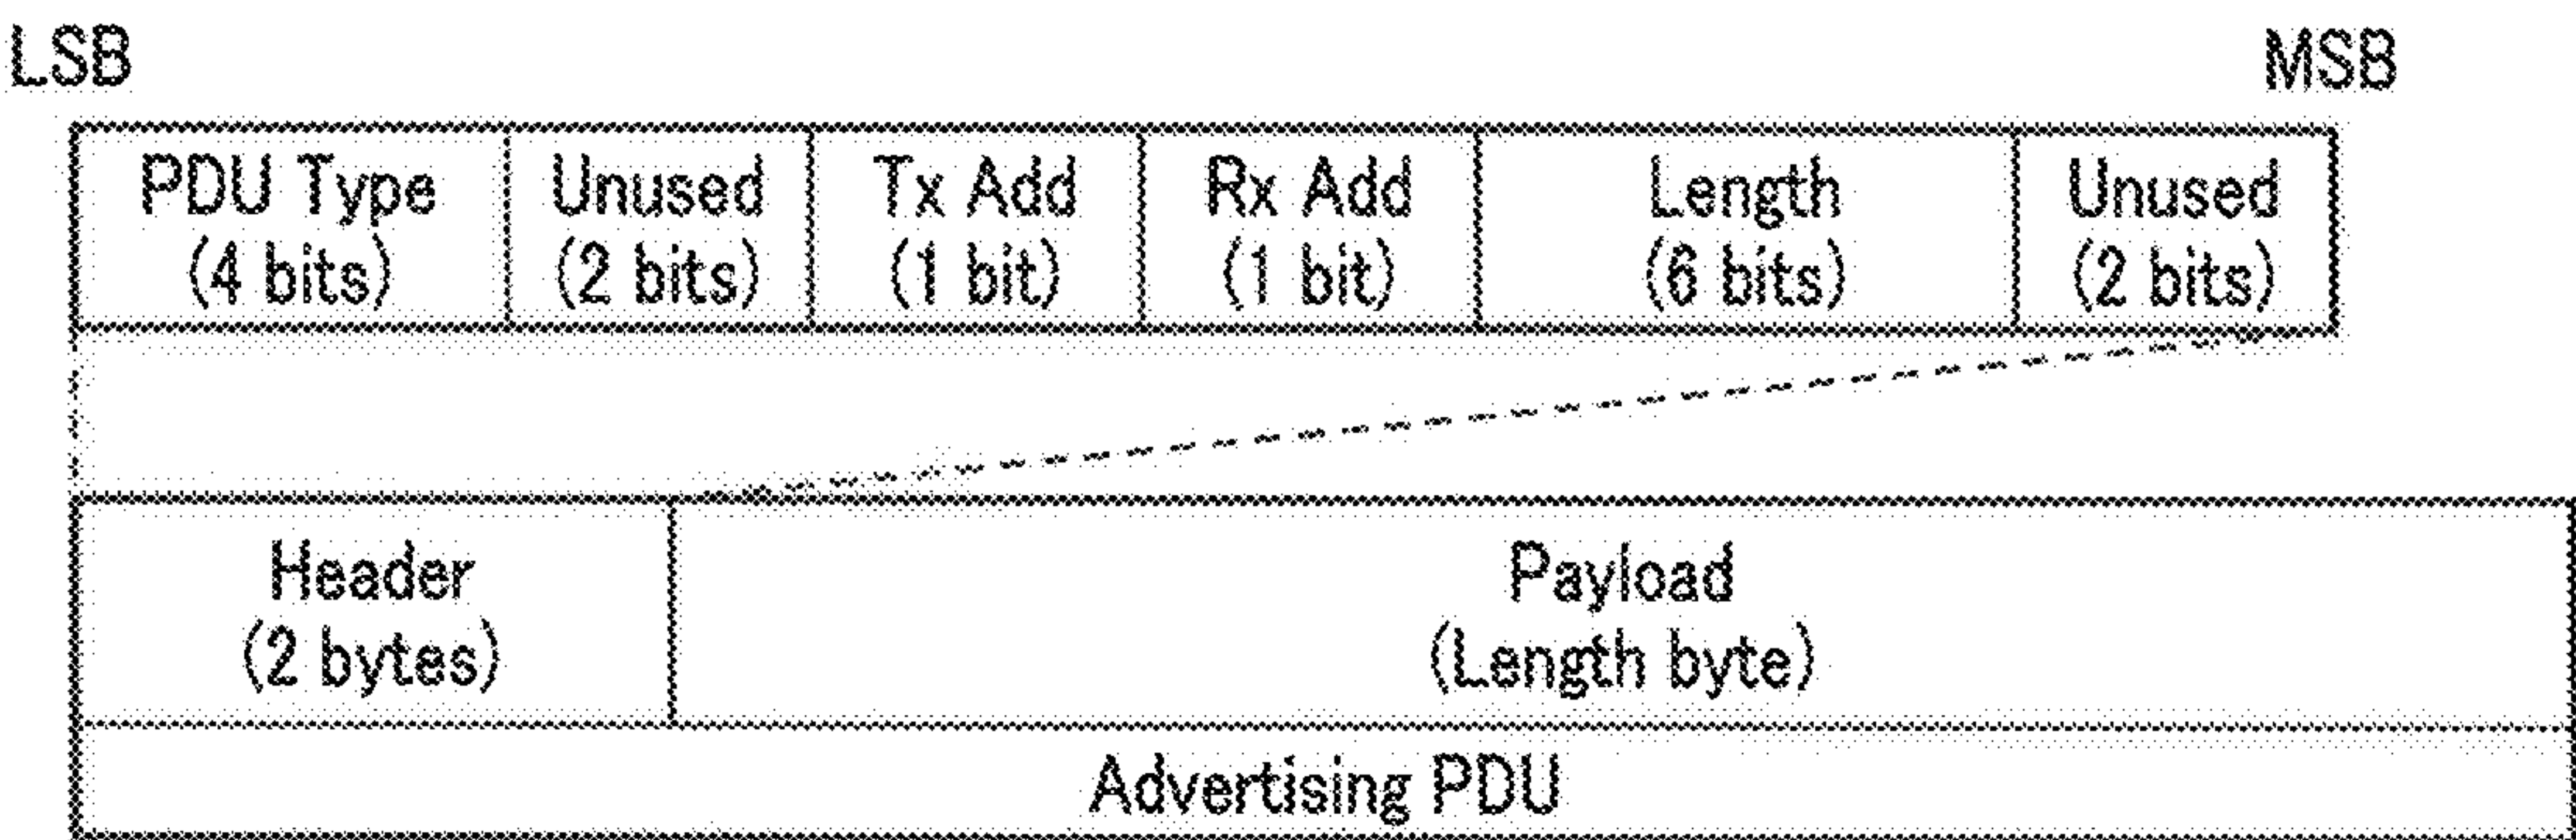 LSB MSB
PDU Type Unused Tx Add Rx Add Length Unused
(4 bits) (2 bits) (1 bit) (1 bit) (6 bits) (2 bits)
Header Payload
(2 bytes) (Length byte)
Advertising PDU